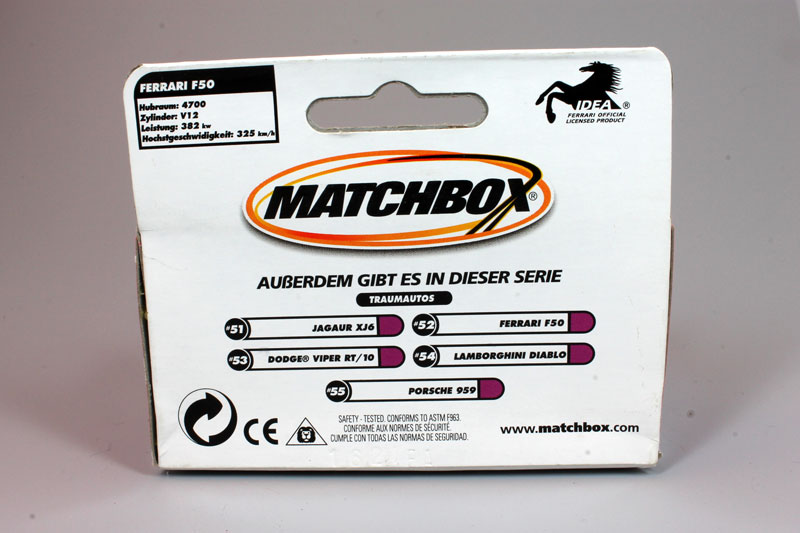 FERRARI F50
Hubraum: 4700
Zylinder: V12
Leistung: 382 kw
Hochstgeschwidigkeit: 325 km/h
IDEA®
FERRARI OFFICIAL
LICENSED PRODUCT
MATCHBOX®
AUßERDEM GIBT ES IN DIESER SERIE
TRAUMAUTOS
#51 JAGAUR XJ6
#52 FERRARI F50
#53 DODGE® VIPER RT/10
#54 LAMBORGHINI DIABLO
#55 PORSCHE 959
CE
SAFETY - TESTED. CONFORMS TO ASTM F963.
CONFORME AUX NORMES DE SÉCURITÉ.
CUMPLE CON TODAS LAS NORMAS DE SEGURIDAD.
www.matchbox.com